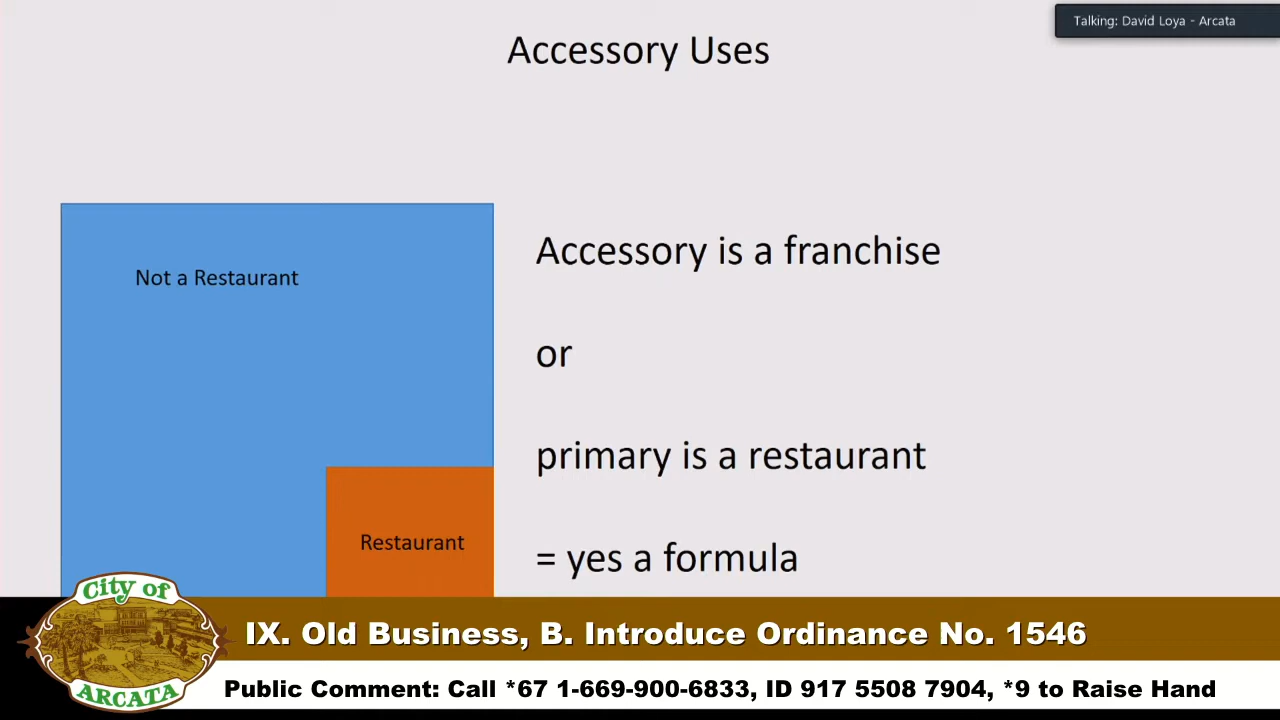 Talking: David Loya - Arcata
Accessory Uses
Not a Restaurant
Restaurant
Accessory is a franchise
or
primary is a restaurant
= yes a formula
City of
ARCATA
IX. Old Business, B. Introduce Ordinance No. 1546
Public Comment: Call *67 1-669-900-6833, ID 917 5508 7904, *9 to Raise Hand